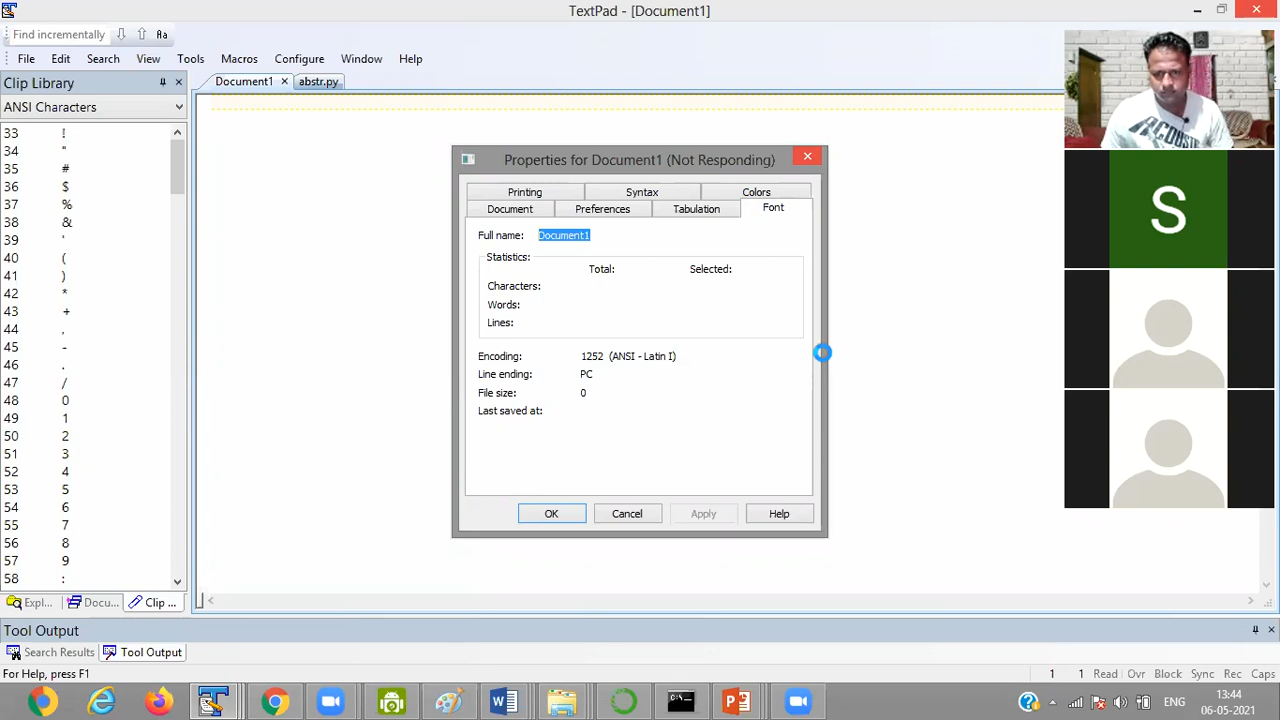 TextPad - [Document1]
Find incrementally
Aa
File Edit Search View Tools Macros Configure Window Help
Clip Library
Document1
abstr.py
ANSI Characters
33 !
34 "
35 #
36 $
37 %
38 &
39 '
40 (
41 )
42 *
43 +
44 ,
45 -
46 .
47 /
48 0
49 1
50 2
51 3
52 4
53 5
54 6
55 7
56 8
57 9
58 :
Properties for Document1 (Not Responding)
Printing Syntax Colors
Document Preferences Tabulation Font
Full name: Document1
Statistics:
Total: Selected:
Characters:
Words:
Lines:
Encoding: 1252 (ANSI - Latin I)
Line ending: PC
File size: 0
Last saved at:
OK Cancel Apply Help
S
ACOUSTIC
Expl... Docu... Clip ...
Tool Output
Search Results Tool Output
For Help, press F1
1 1 Read Ovr Block Sync Rec Caps
ENG
13:44
06-05-2021